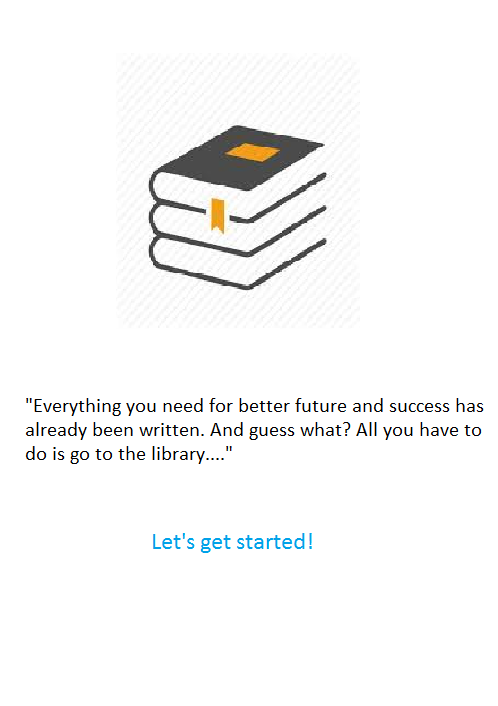 "Everything you need for better future and success has
already been written. And guess what? All you have to
do is go to the library...."
Let's get started!